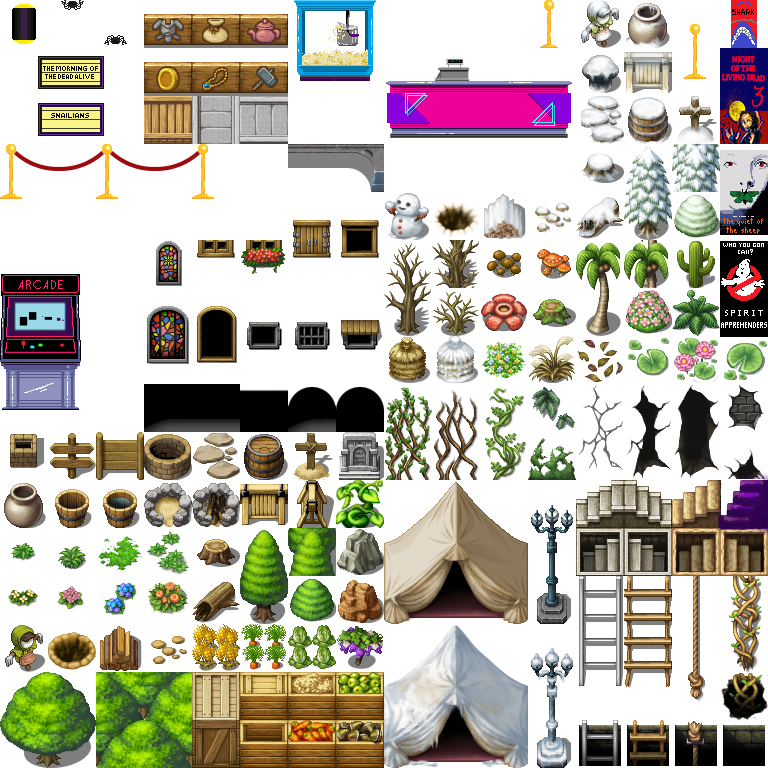 SHARK
THE MORNING OF
THE DEAD ALIVE
NIGHT
OF THE
LIVING DEAD
3
SNAILIANS
The quiet of
the sheep
WHO YOU GON
CALL?
SPIRIT
APPREHENDERS
ARCADE